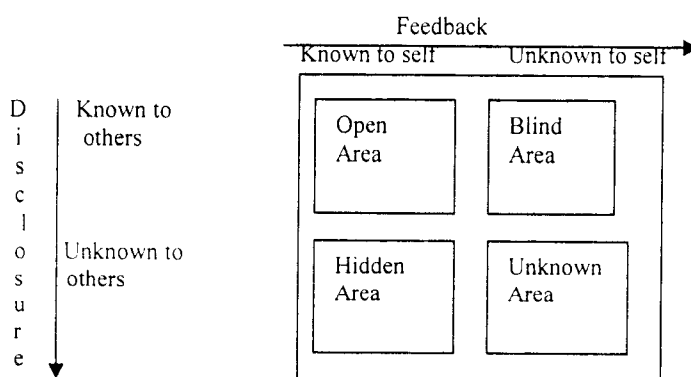 Feedback
Known to self Unknown to self
Disclosure
Known to
others
Unknown to
others
Open
Area
Blind
Area
Hidden
Area
Unknown
Area